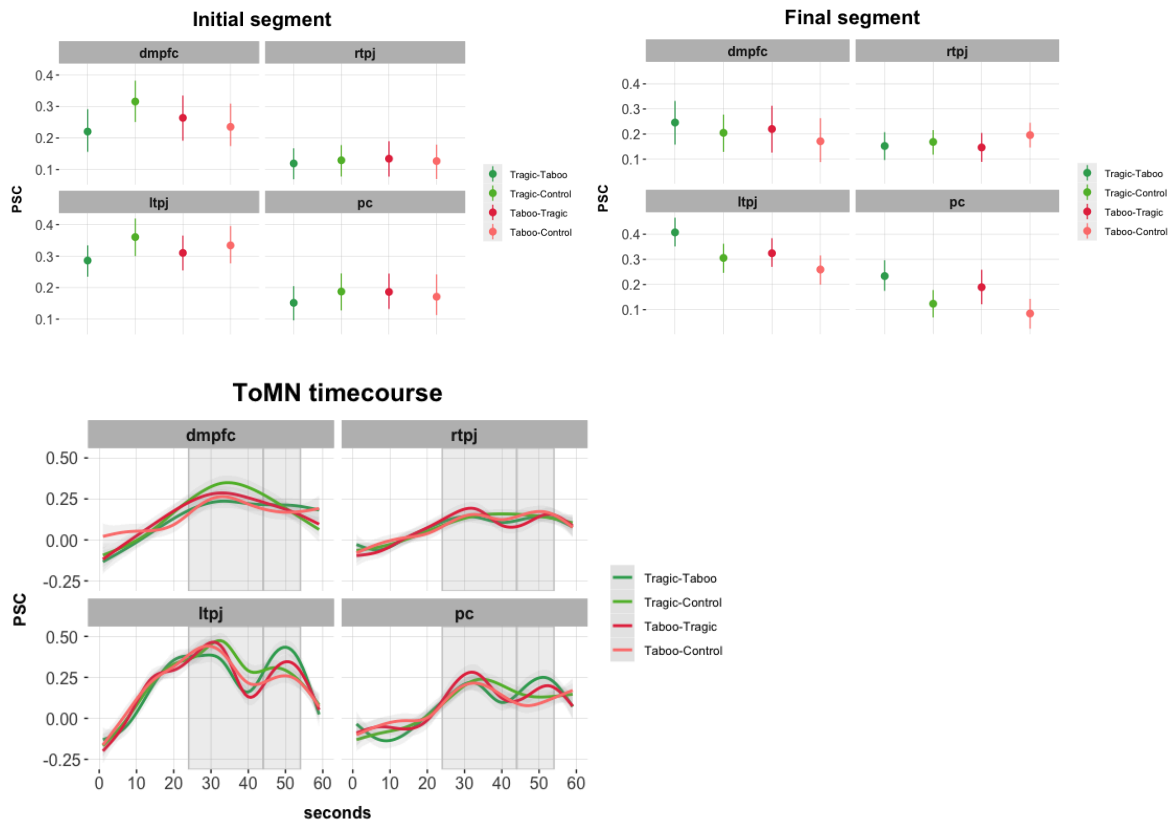 Initial segment
dmpfc rtpj
0.4
0.3
0.2
0.1
ltpj pc
0.4
0.3
0.2
0.1
PSC
Tragic-Taboo
Tragic-Control
Taboo-Tragic
Taboo-Control
Final segment
dmpfc rtpj
0.4
0.3
0.2
0.1
ltpj pc
0.4
0.3
0.2
0.1
PSC
Tragic-Taboo
Tragic-Control
Taboo-Tragic
Taboo-Control
ToMN timecourse
dmpfc rtpj
0.50
0.25
0.00
-0.25
ltpj pc
0.50
0.25
0.00
-0.25
PSC
0 10 20 30 40 50 60 0 10 20 30 40 50 60
seconds
Tragic-Taboo
Tragic-Control
Taboo-Tragic
Taboo-Control